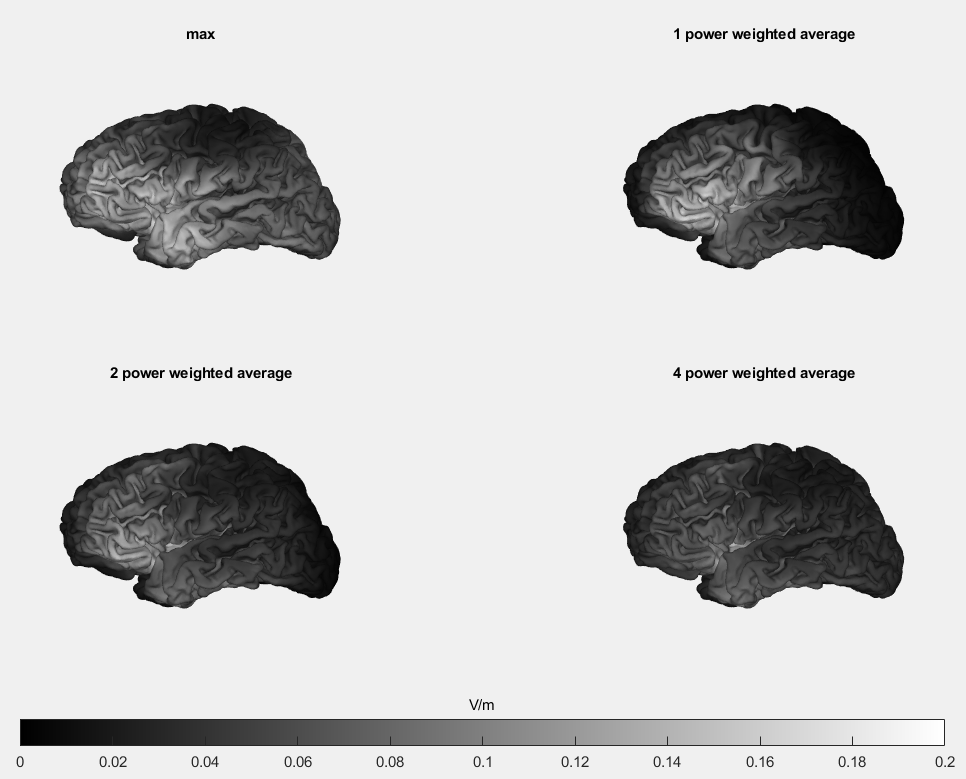 max
1 power weighted average
2 power weighted average
4 power weighted average
V/m
0 0.02 0.04 0.06 0.08 0.1 0.12 0.14 0.16 0.18 0.2